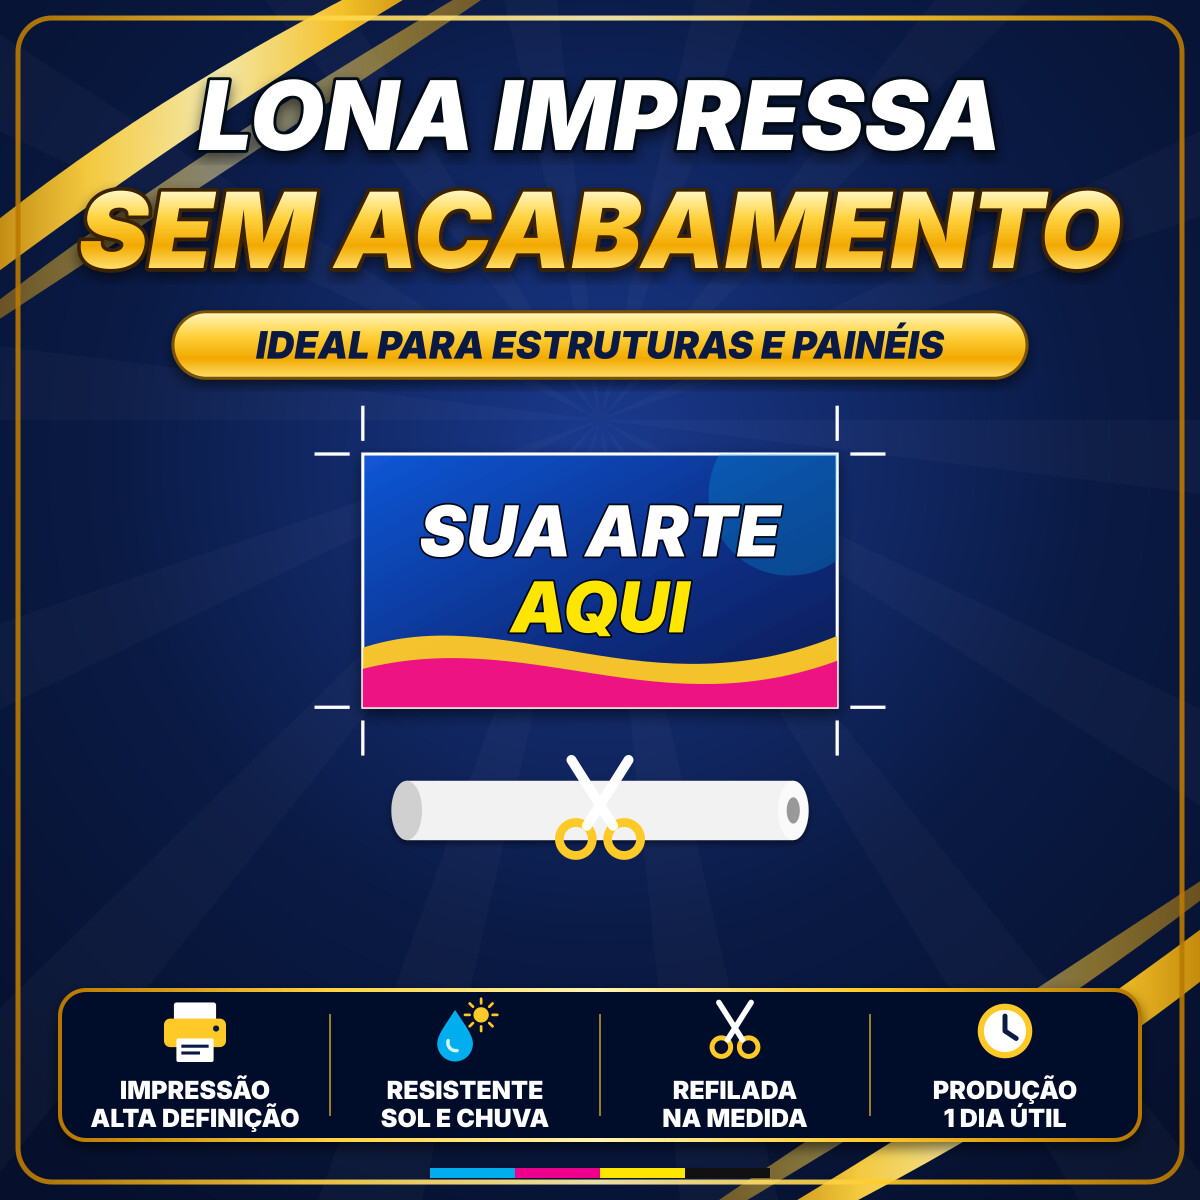 LONA IMPRESSA
SEM ACABAMENTO
IDEAL PARA ESTRUTURAS E PAINÉIS
SUA ARTE
AQUI
IMPRESSÃO
ALTA DEFINIÇÃO
RESISTENTE
SOL E CHUVA
REFILADA
NA MEDIDA
PRODUÇÃO
1 DIA ÚTIL